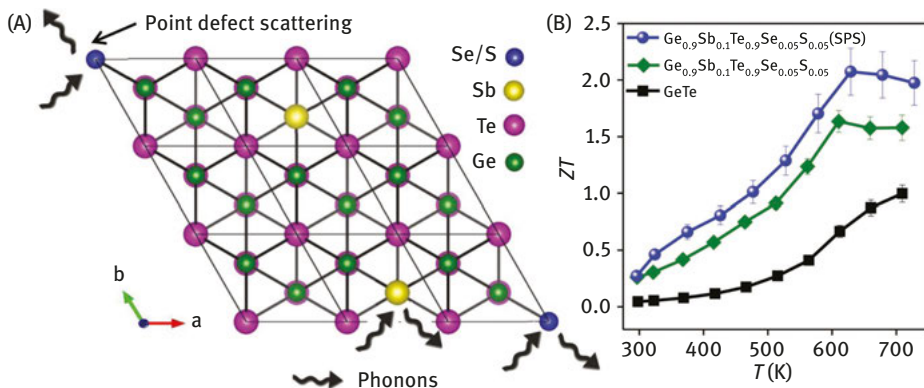 (A)
Point defect scattering
Se/S
Sb
Te
Ge
b
a
Phonons
(B)
2.5
2.0
1.5
1.0
0.5
0.0
ZT
Ge0.9Sb0.1Te0.9Se0.05S0.05(SPS)
Ge0.9Sb0.1Te0.9Se0.05S0.05
GeTe
300 400 500 600 700
T (K)